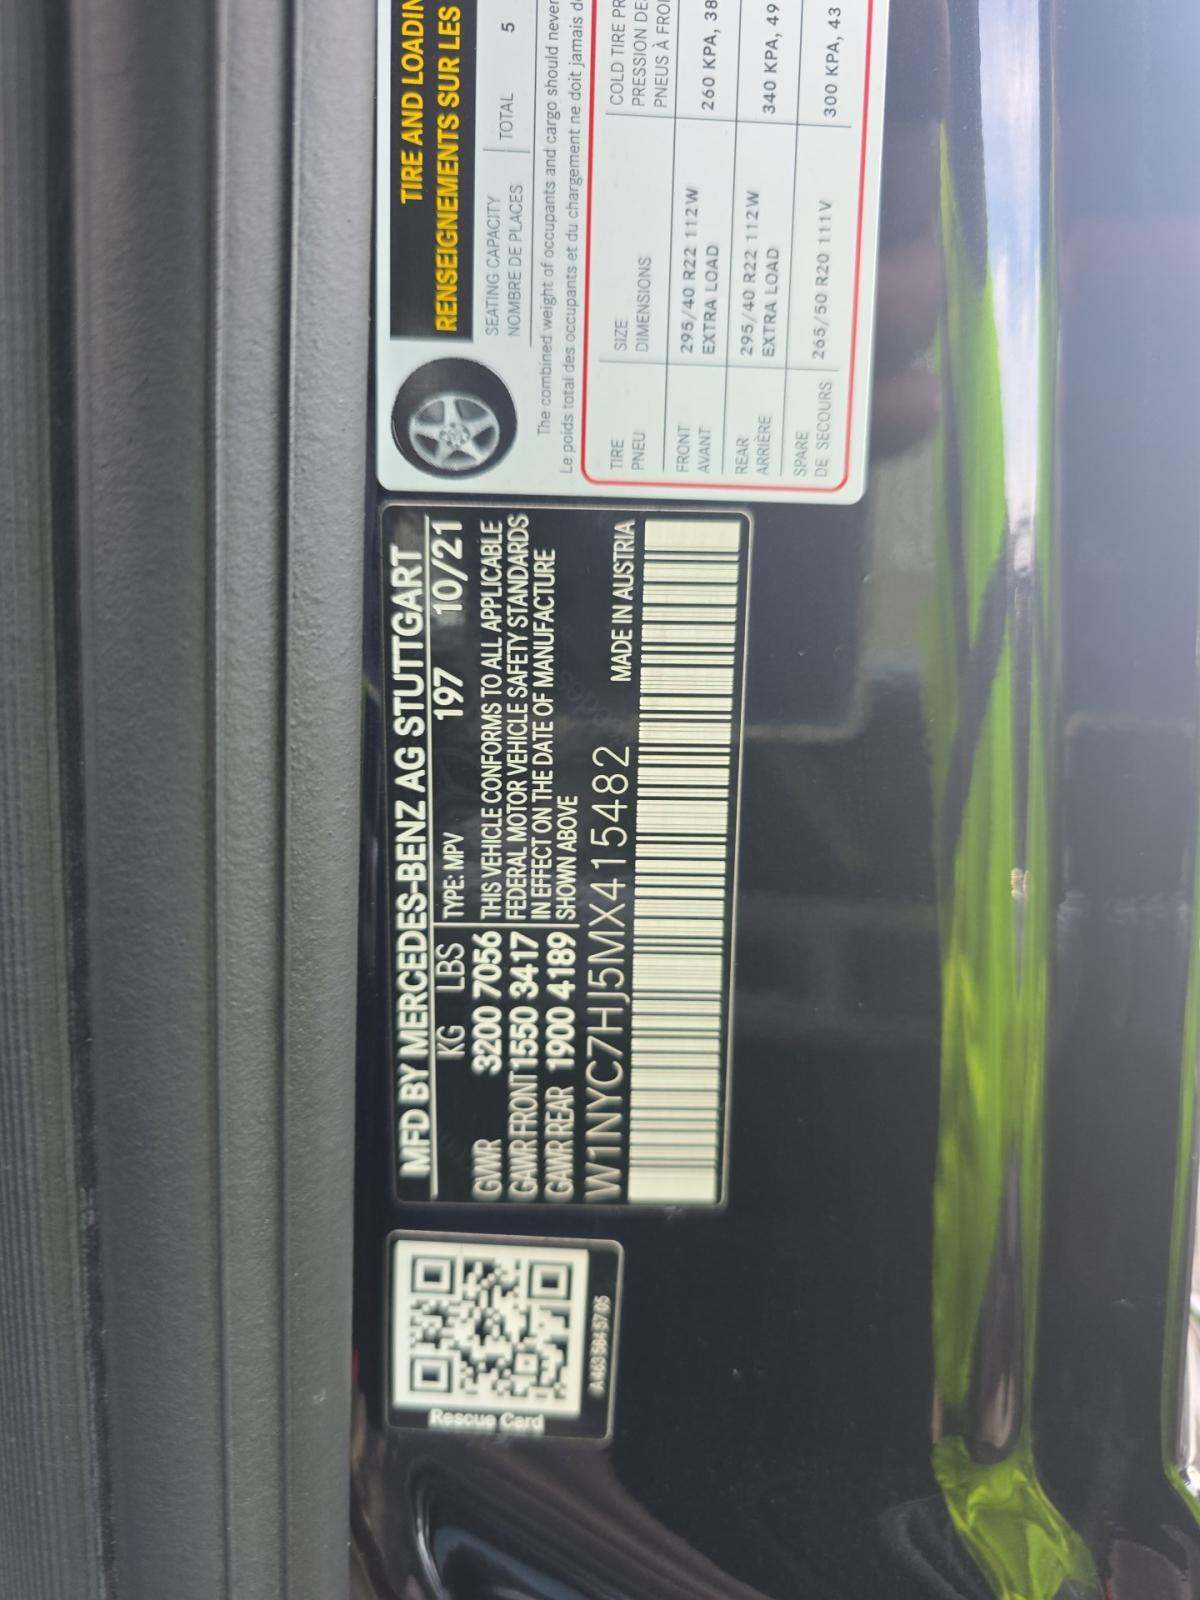 Rescue Card
A 463 584 57 05
MFD BY MERCEDES-BENZ AG STUTTGART
KG LBS TYPE: MPV 197 10/21
GWR 3200 7056
GAWR FRONT 1550 3417
GAWR REAR 1900 4189
THIS VEHICLE CONFORMS TO ALL APPLICABLE
FEDERAL MOTOR VEHICLE SAFETY STANDARDS
IN EFFECT ON THE DATE OF MANUFACTURE
SHOWN ABOVE
W1NYC7HJ5MX415482 MADE IN AUSTRIA
TIRE AND
RENSEIGNEMENTS SUR LES
SEATING CAPACITY
NOMBRE DE PLACES
TOTAL 5
The combined weight of occupants and cargo should never
Le poids total des occupants et du chargement ne doit jamais
TIRE SIZE COLD TIRE
PNEU DIMENSIONS PRESSION
PNEUS À
FRONT 295/40 R22 112W 260 KPA, 38
AVANT EXTRA LOAD
REAR 295/40 R22 112W 340 KPA, 49
ARRIÈRE EXTRA LOAD
SPARE 265/50 R20 111V 300 KPA, 43
DE SECOURS